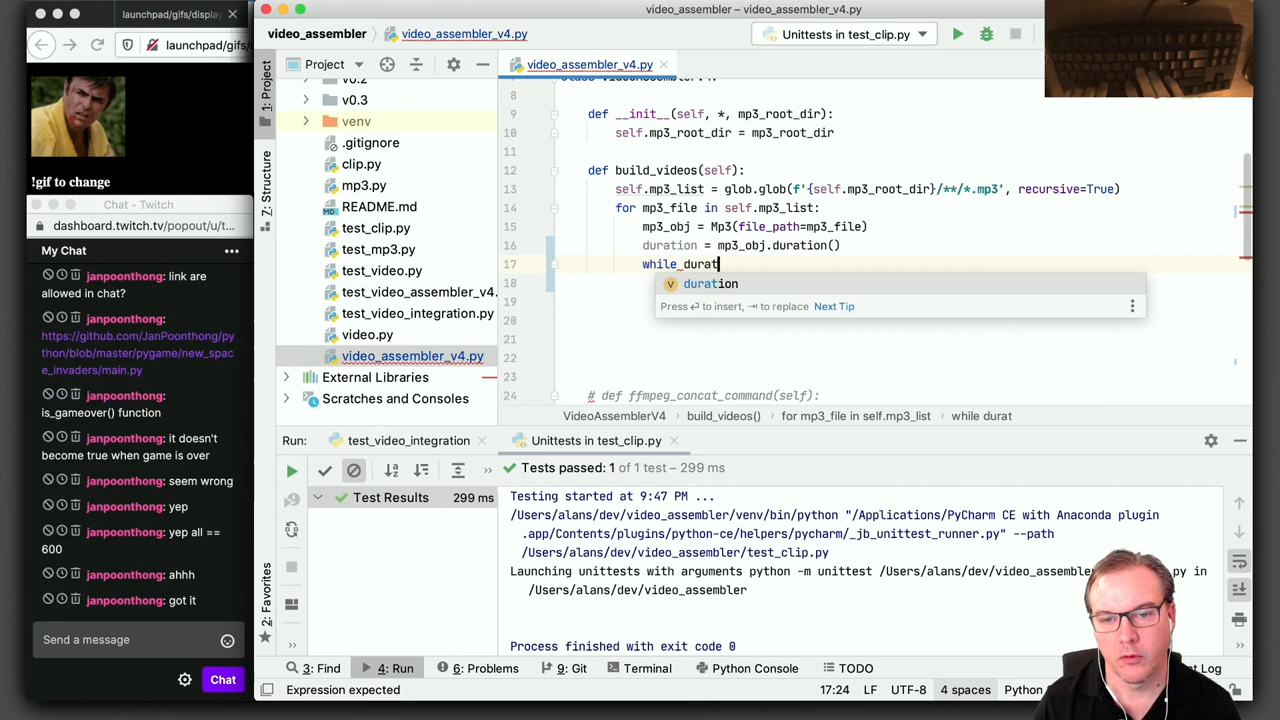 launchpad/gifs/display
launchpad/gifs/
!gif to change
Chat - Twitch
dashboard.twitch.tv/popout/u/t...
My Chat
janpoonthong: link are
allowed in chat?
janpoonthong:
https://github.com/JanPoonthong/py
thon/blob/master/pygame/new_spac
e_invaders/main.py
janpoonthong:
is_gameover() function
janpoonthong: it doesn't
become true when game is over
janpoonthong: seem wrong
janpoonthong: yep
janpoonthong: yep all ==
600
janpoonthong: ahhh
janpoonthong: got it
Send a message
Chat
video_assembler – video_assembler_v4.py
video_assembler
video_assembler_v4.py
Unittests in test_clip.py
1: Project
7: Structure
2: Favorites
Project
v0.3
venv
.gitignore
clip.py
mp3.py
README.md
test_clip.py
test_mp3.py
test_video.py
test_video_assembler_v4.
test_video_integration.py
video.py
video_assembler_v4.py
External Libraries
Scratches and Consoles
video_assembler_v4.py
8
9 def __init__(self, *, mp3_root_dir):
10 self.mp3_root_dir = mp3_root_dir
11
12 def build_videos(self):
13 self.mp3_list = glob.glob(f'{self.mp3_root_dir}/**/*.mp3', recursive=True)
14 for mp3_file in self.mp3_list:
15 mp3_obj = Mp3(file_path=mp3_file)
16 duration = mp3_obj.duration()
17 while durat
18
19
20
21
22
23
24 # def ffmpeg_concat_command(self):
duration
Press ⏎ to insert, ⇥ to replace Next Tip
VideoAssemblerV4 › build_videos() › for mp3_file in self.mp3_list › while durat
Run:
test_video_integration
Unittests in test_clip.py
Tests passed: 1 of 1 test – 299 ms
Test Results 299 ms
Testing started at 9:47 PM ...
/Users/alans/dev/video_assembler/venv/bin/python "/Applications/PyCharm CE with Anaconda plugin
.app/Contents/plugins/python-ce/helpers/pycharm/_jb_unittest_runner.py" --path
/Users/alans/dev/video_assembler/test_clip.py
Launching unittests with arguments python -m unittest /Users/alans/dev/video_assemble py in
/Users/alans/dev/video_assembler
Process finished with exit code 0
3: Find
4: Run
6: Problems
9: Git
Terminal
Python Console
TODO
t Log
Expression expected
17:24 LF UTF-8 4 spaces Python